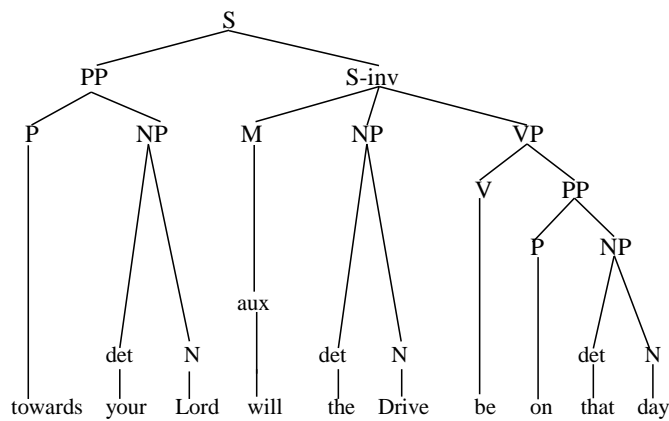 S
PP S-inv
P NP M NP VP
V PP
P NP
aux
det N det N det N
towards your Lord will the Drive be on that day